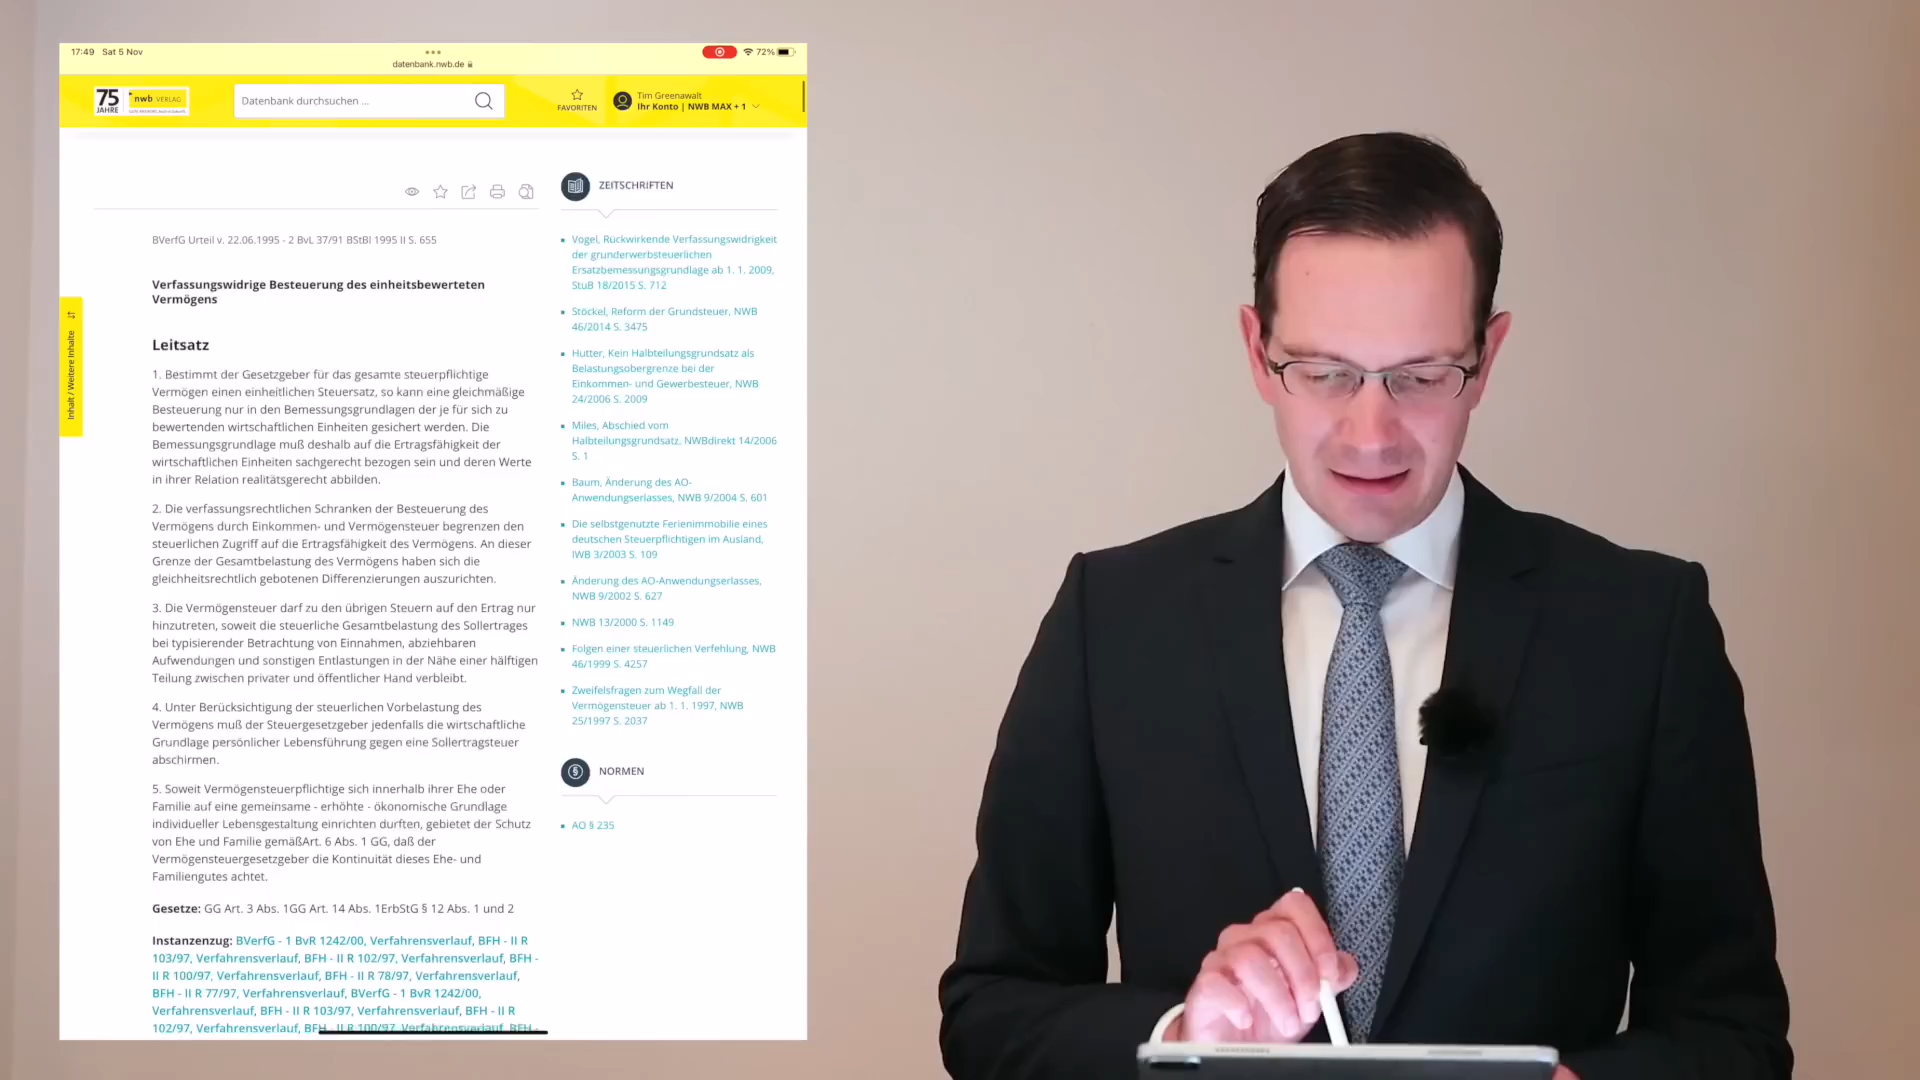 17:49 Sat 5 Nov
72%
datenbank.nwb.de
75 JAHRE
nwb VERLAG
Datenbank durchsuchen ...
FAVORITEN
Tim Greenawalt
Ihr Konto | NWB MAX + 1
Inhalt / Weitere Inhalte
BVerfG Urteil v. 22.06.1995 - 2 BvL 37/91 BStBl 1995 II S. 655
Verfassungswidrige Besteuerung des einheitsbewerteten
Vermögens
Leitsatz
1. Bestimmt der Gesetzgeber für das gesamte steuerpflichtige
Vermögen einen einheitlichen Steuersatz, so kann eine gleichmäßige
Besteuerung nur in den Bemessungsgrundlagen der je für sich zu
bewertenden wirtschaftlichen Einheiten gesichert werden. Die
Bemessungsgrundlage muß deshalb auf die Ertragsfähigkeit der
wirtschaftlichen Einheiten sachgerecht bezogen sein und deren Werte
in ihrer Relation realitätsgerecht abbilden.
2. Die verfassungsrechtlichen Schranken der Besteuerung des
Vermögens durch Einkommen- und Vermögensteuer begrenzen den
steuerlichen Zugriff auf die Ertragsfähigkeit des Vermögens. An dieser
Grenze der Gesamtbelastung des Vermögens haben sich die
gleichheitsrechtlich gebotenen Differenzierungen auszurichten.
3. Die Vermögensteuer darf zu den übrigen Steuern auf den Ertrag nur
hinzutreten, soweit die steuerliche Gesamtbelastung des Sollertrages
bei typisierender Betrachtung von Einnahmen, abziehbaren
Aufwendungen und sonstigen Entlastungen in der Nähe einer hälftigen
Teilung zwischen privater und öffentlicher Hand verbleibt.
4. Unter Berücksichtigung der steuerlichen Vorbelastung des
Vermögens muß der Steuergesetzgeber jedenfalls die wirtschaftliche
Grundlage persönlicher Lebensführung gegen eine Sollertragsteuer
abschirmen.
5. Soweit Vermögensteuerpflichtige sich innerhalb ihrer Ehe oder
Familie auf eine gemeinsame - erhöhte - ökonomische Grundlage
individueller Lebensgestaltung einrichten durften, gebietet der Schutz
von Ehe und Familie gemäßArt. 6 Abs. 1 GG, daß der
Vermögensteuergesetzgeber die Kontinuität dieses Ehe- und
Familiengutes achtet.
Gesetze: GG Art. 3 Abs. 1GG Art. 14 Abs. 1ErbStG § 12 Abs. 1 und 2
Instanzenzug: BVerfG - 1 BvR 1242/00, Verfahrensverlauf, BFH - II R
103/97, Verfahrensverlauf, BFH - II R 102/97, Verfahrensverlauf, BFH -
II R 100/97, Verfahrensverlauf, BFH - II R 78/97, Verfahrensverlauf,
BFH - II R 77/97, Verfahrensverlauf, BVerfG - 1 BvR 1242/00,
Verfahrensverlauf, BFH - II R 103/97, Verfahrensverlauf, BFH - II R
102/97, Verfahrensverlauf, BFH - II R 100/97, Verfahrensverlauf, BFH -
ZEITSCHRIFTEN
Vogel, Rückwirkende Verfassungswidrigkeit
der grunderwerbsteuerlichen
Ersatzbemessungsgrundlage ab 1. 1. 2009,
StuB 18/2015 S. 712
Stöckel, Reform der Grundsteuer, NWB
46/2014 S. 3475
Hutter, Kein Halbteilungsgrundsatz als
Belastungsobergrenze bei der
Einkommen- und Gewerbesteuer, NWB
24/2006 S. 2009
Miles, Abschied vom
Halbteilungsgrundsatz, NWBdirekt 14/2006
S. 1
Baum, Änderung des AO-
Anwendungserlasses, NWB 9/2004 S. 601
Die selbstgenutzte Ferienimmobilie eines
deutschen Steuerpflichtigen im Ausland,
IWB 3/2003 S. 109
Änderung des AO-Anwendungserlasses,
NWB 9/2002 S. 627
NWB 13/2000 S. 1149
Folgen einer steuerlichen Verfehlung, NWB
46/1999 S. 4257
Zweifelsfragen zum Wegfall der
Vermögensteuer ab 1. 1. 1997, NWB
25/1997 S. 2037
§ NORMEN
AO § 235